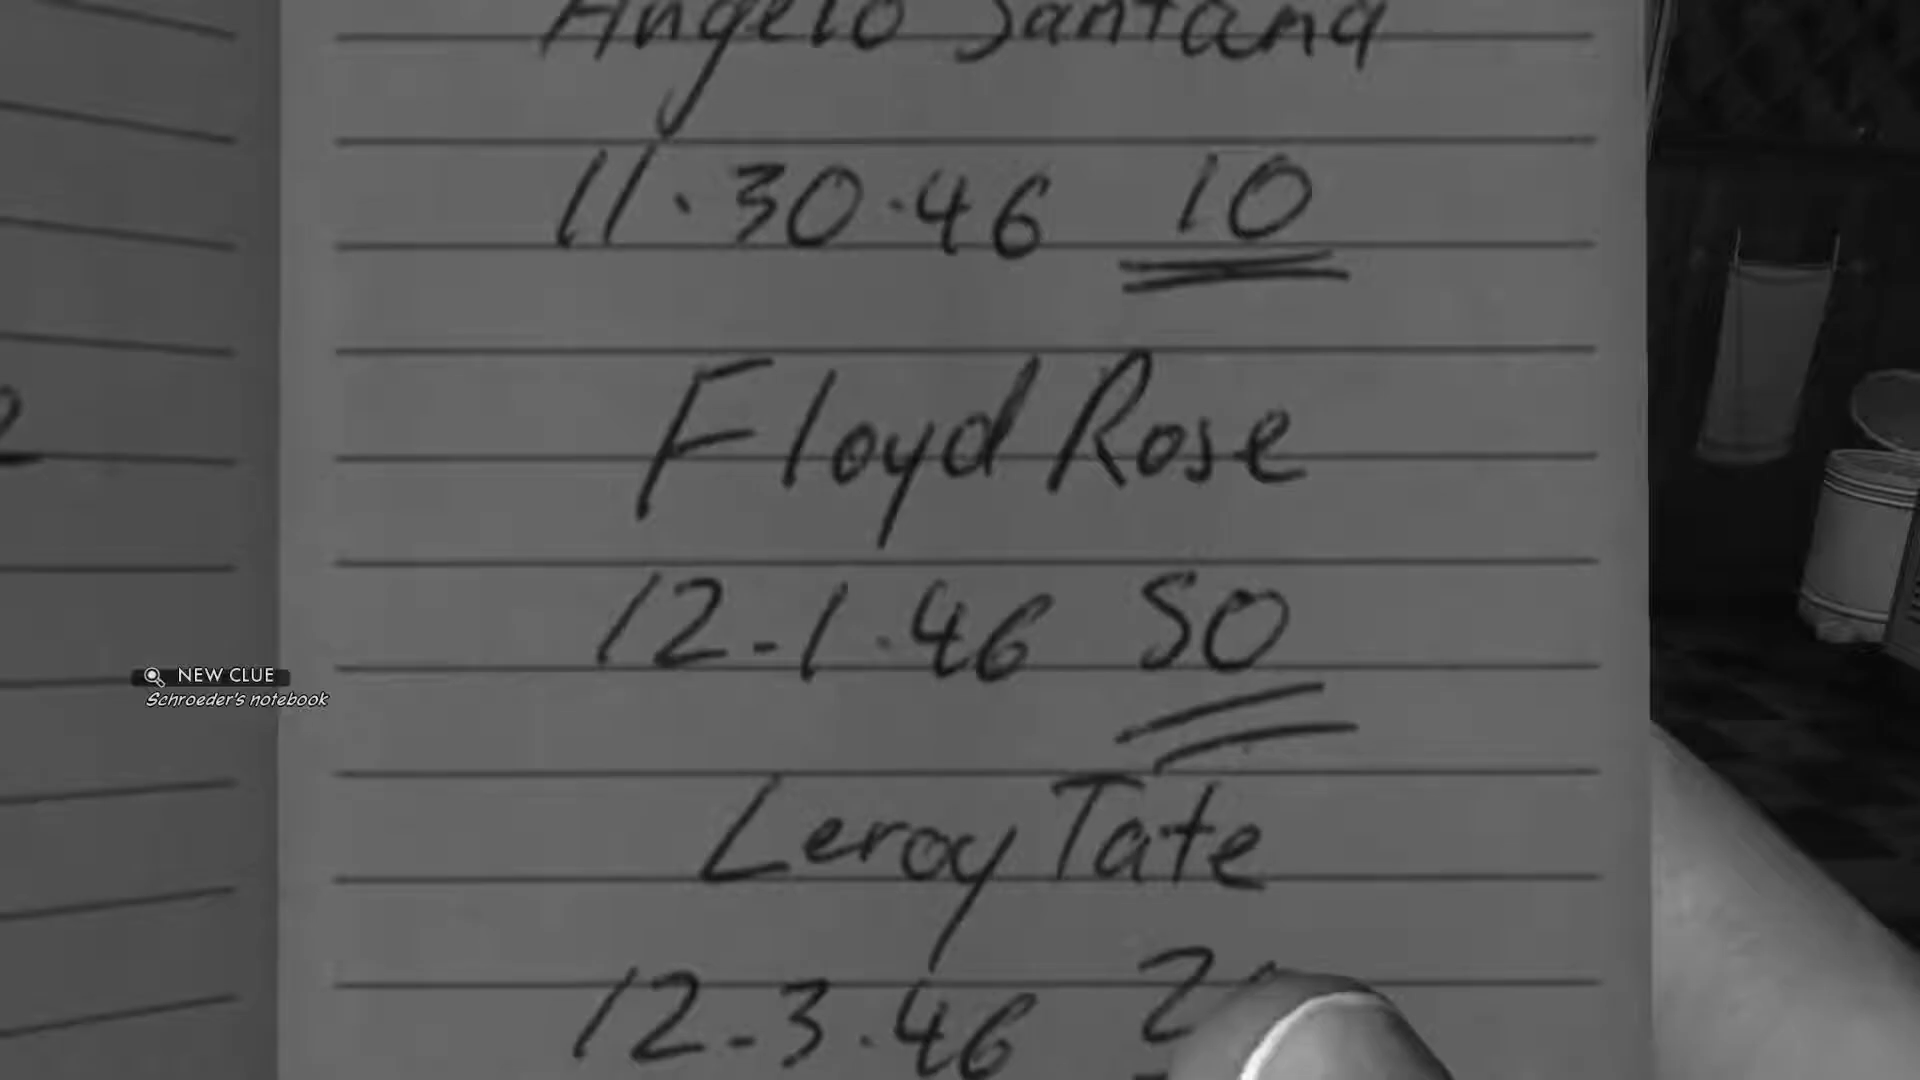 Angelo Santana
11.30.46 10
Floyd Rose
12-1.46 50
NEW CLUE
Schroeder's notebook
Leroy Tate
12-3.46